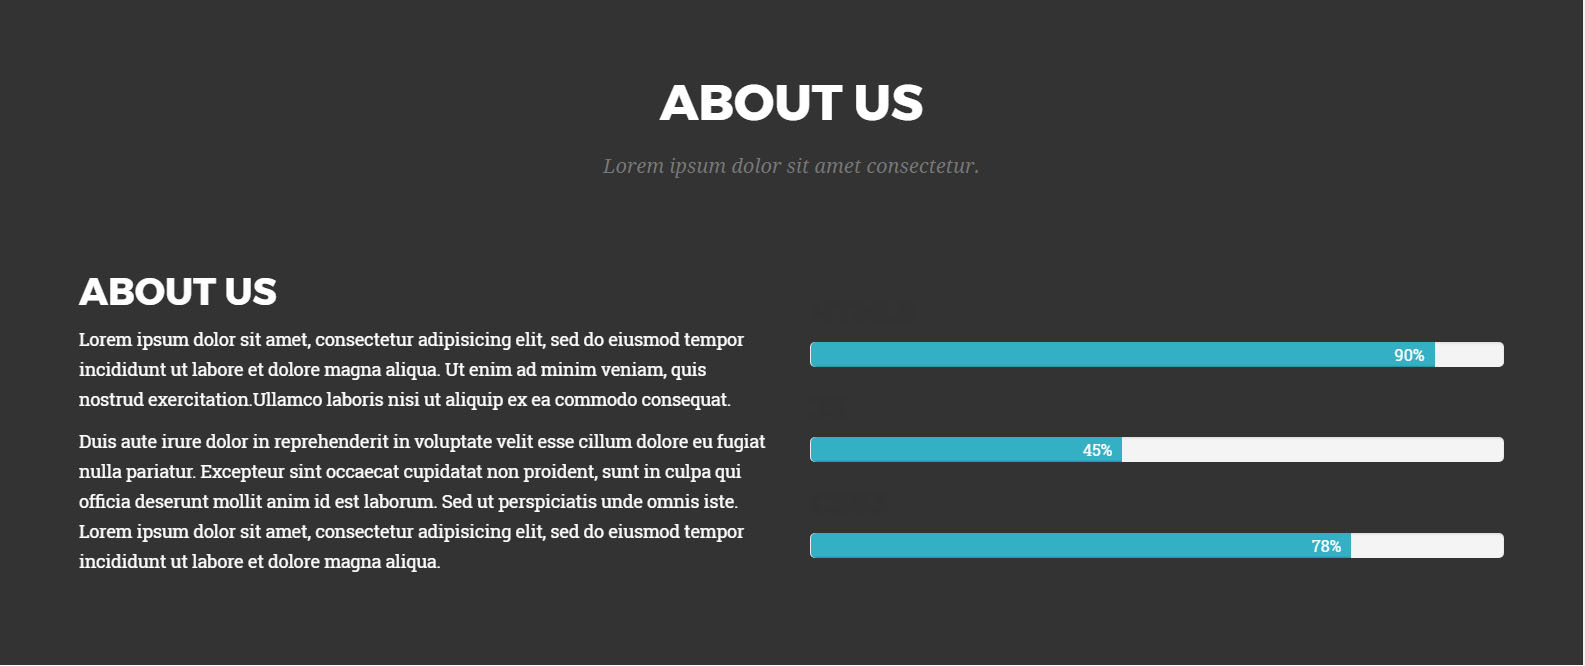 ABOUT US
Lorem ipsum dolor sit amet consectetur.
ABOUT US
Lorem ipsum dolor sit amet, consectetur adipisicing elit, sed do eiusmod tempor
incididunt ut labore et dolore magna aliqua. Ut enim ad minim veniam, quis
nostrud exercitation.Ullamco laboris nisi ut aliquip ex ea commodo consequat.
Duis aute irure dolor in reprehenderit in voluptate velit esse cillum dolore eu fugiat
nulla pariatur. Excepteur sint occaecat cupidatat non proident, sunt in culpa qui
officia deserunt mollit anim id est laborum. Sed ut perspiciatis unde omnis iste.
Lorem ipsum dolor sit amet, consectetur adipisicing elit, sed do eiusmod tempor
incididunt ut labore et dolore magna aliqua.
90%
45%
78%